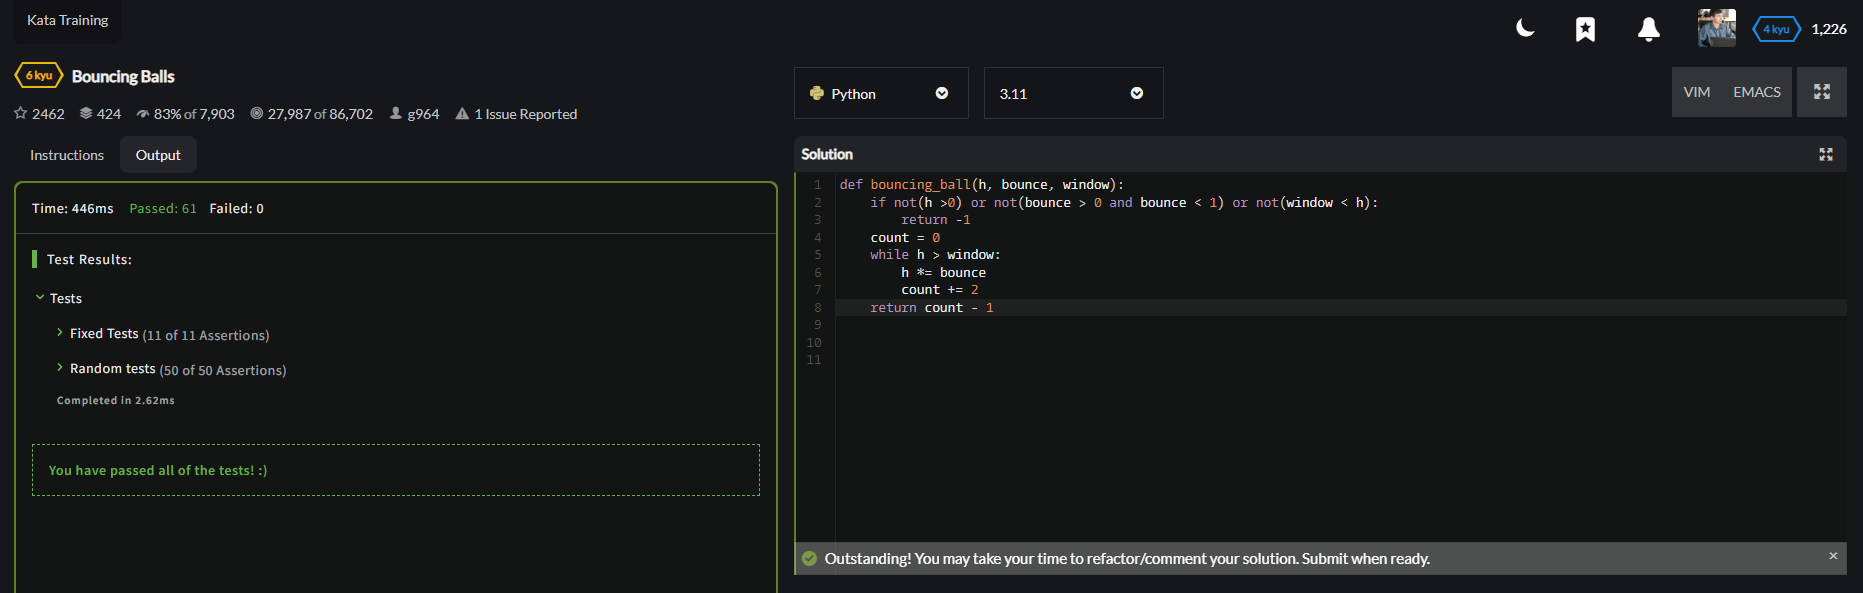 Kata Training
4 kyu 1,226
6 kyu Bouncing Balls
2462 424 83% of 7,903 27,987 of 86,702 g964 1 Issue Reported
Instructions Output
Time: 446ms Passed: 61 Failed: 0
Test Results:
Tests
Fixed Tests (11 of 11 Assertions)
Random tests (50 of 50 Assertions)
Completed in 2.62ms
You have passed all of the tests! :)
Python 3.11 VIM EMACS
Solution
1 def bouncing_ball(h, bounce, window):
2     if not(h >0) or not(bounce > 0 and bounce < 1) or not(window < h):
3         return -1
4     count = 0
5     while h > window:
6         h *= bounce
7         count += 2
8     return count - 1
9
10
11
Outstanding! You may take your time to refactor/comment your solution. Submit when ready. ×